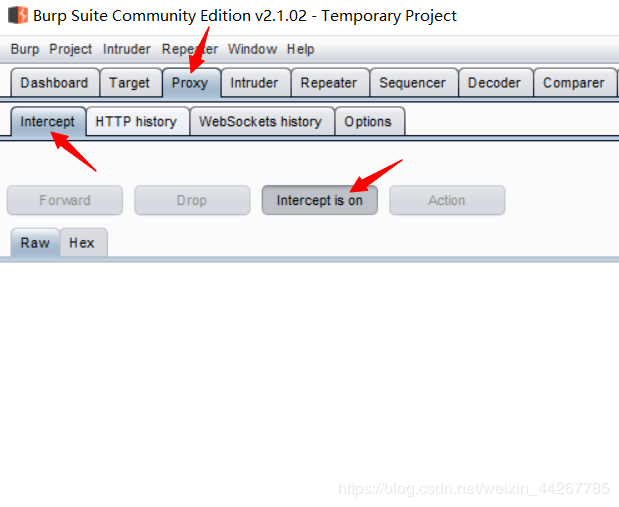 Burp Suite Community Edition v2.1.02 - Temporary Project
Burp Project Intruder Repeater Window Help
Dashboard Target Proxy Intruder Repeater Sequencer Decoder Comparer
Intercept HTTP history WebSockets history Options
Forward Drop Intercept is on Action
Raw Hex
https://blog.csdn.net/weixin_44267785